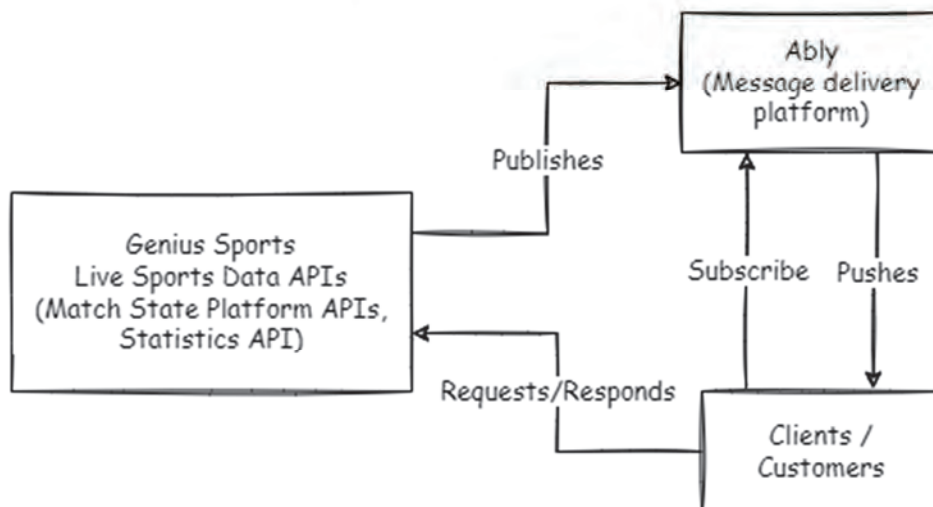 Ably
(Message delivery
platform)
Publishes
Genius Sports
Live Sports Data APIs
(Match State Platform APIs,
Statistics API)
Subscribe
Pushes
Requests/Responds
Clients /
Customers